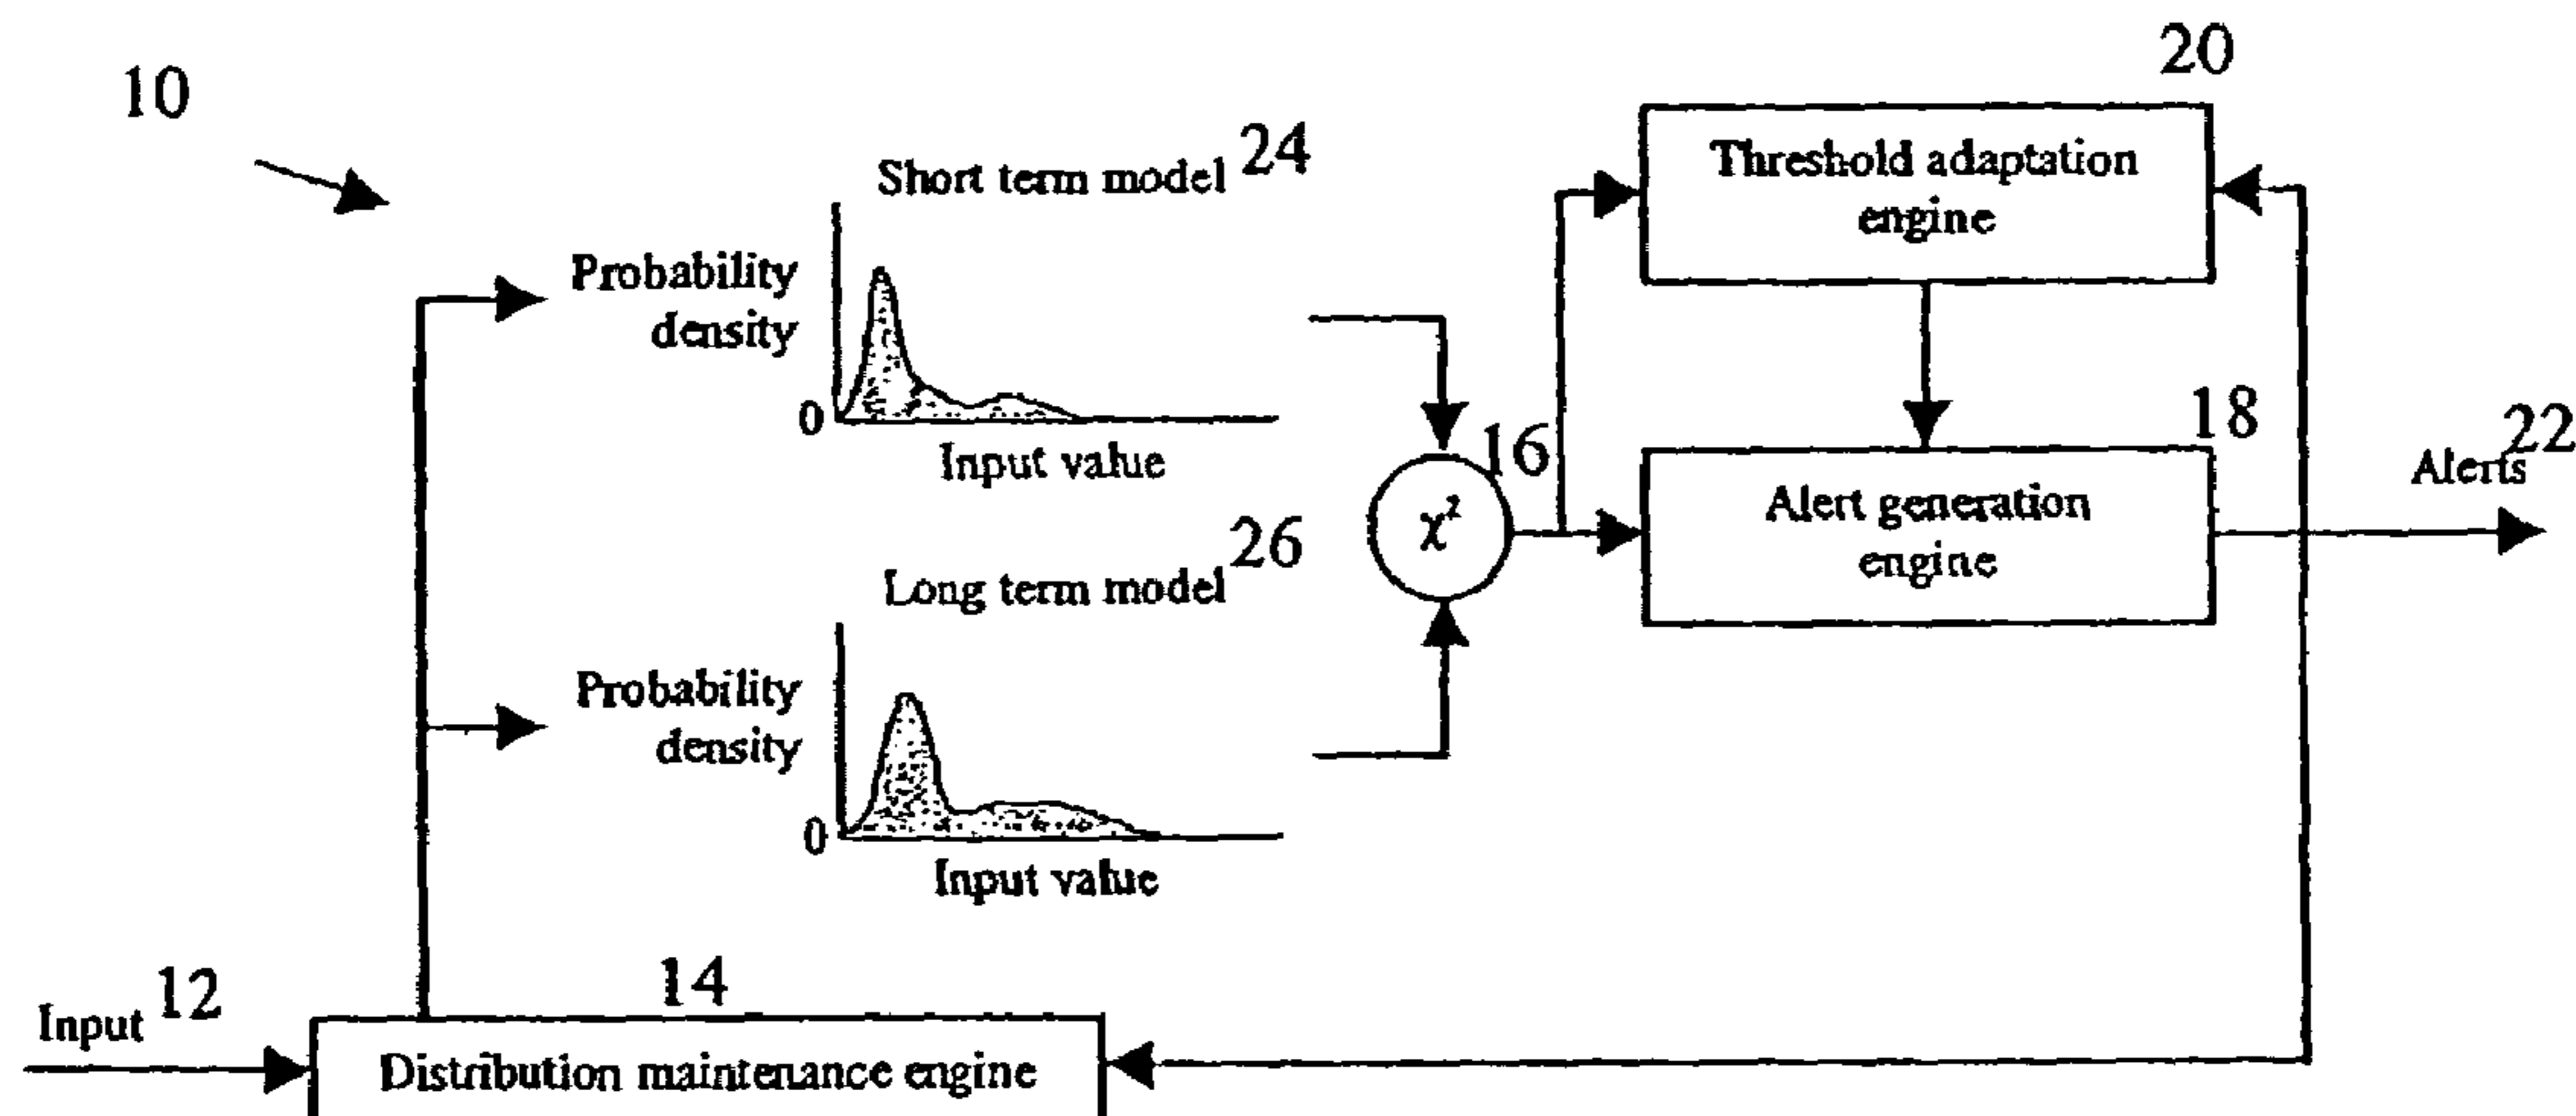 10
20
Short term model 24
Threshold adaptation
engine
Probability
density
0
Input value
16
χ²
18
Alert generation
engine
Alerts 22
Long term model 26
Probability
density
0
Input value
Input 12
14
Distribution maintenance engine